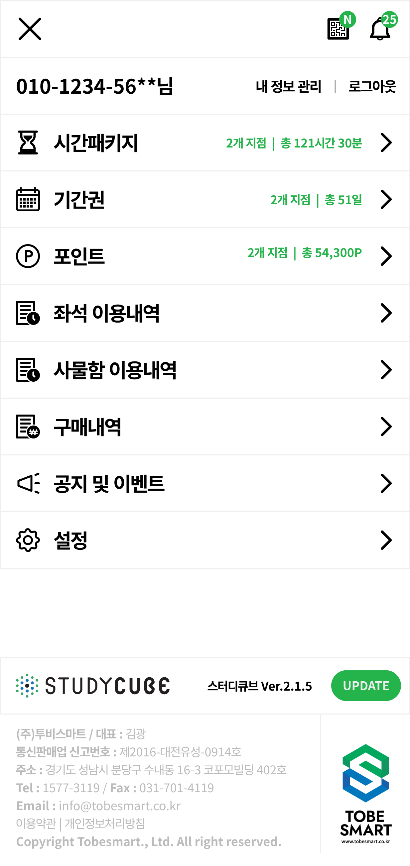 N
25
010-1234-56**님
내 정보 관리 | 로그아웃
시간패키지
2개 지점 | 총 121시간 30분
기간권
2개 지점 | 총 51일
P 포인트
2개 지점 | 총 54,300P
좌석 이용내역
사물함 이용내역
구매내역
공지 및 이벤트
설정
STUDYCUBE
스터디큐브 Ver.2.1.5
UPDATE
(주)투비스마트 / 대표 : 김광
통신판매업 신고번호 : 제2016-대전유성-0914호
주소 : 경기도 성남시 분당구 수내동 16-3 코포모빌딩 402호
Tel : 1577-3119 / Fax : 031-701-4119
Email : info@tobesmart.co.kr
이용약관 | 개인정보처리방침
Copyright Tobesmart., Ltd. All right reserved.
TOBE
SMART
www.tobesmart.co.kr